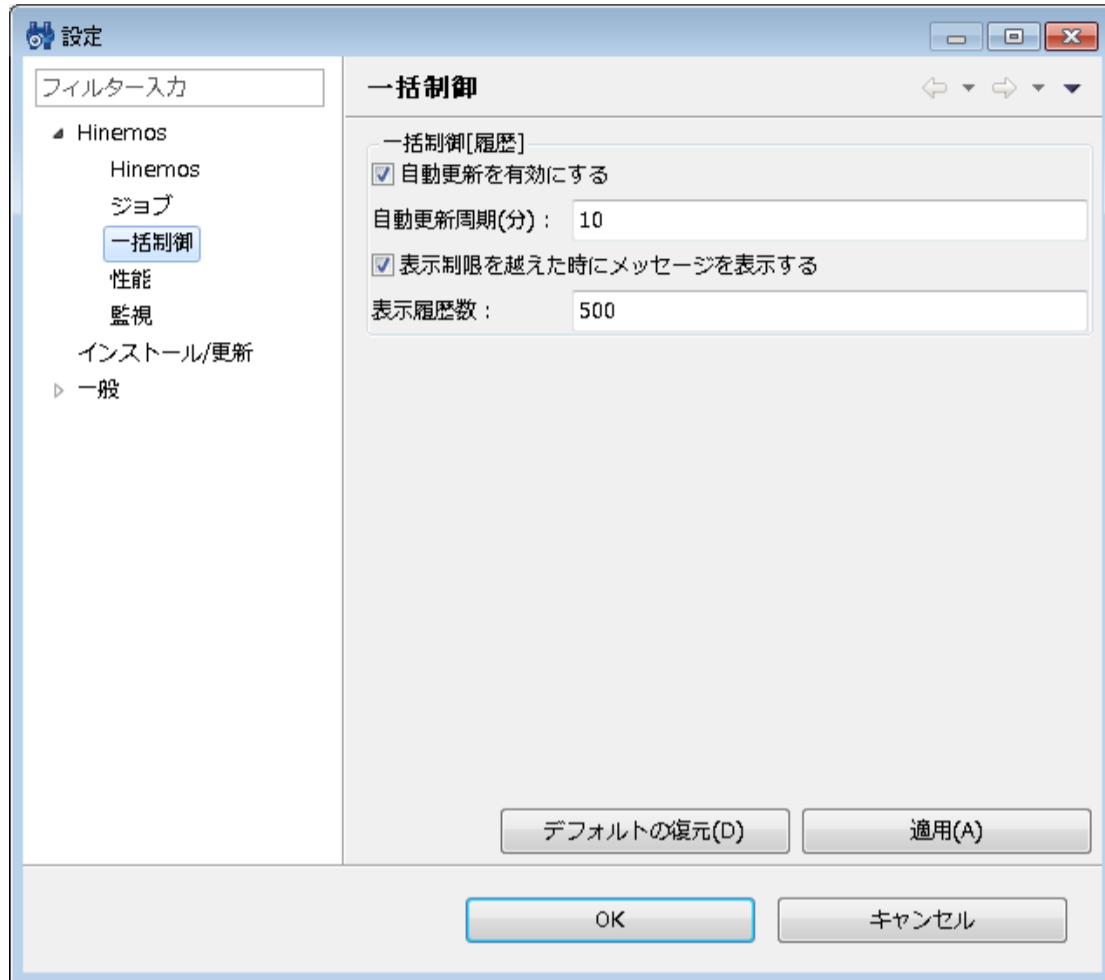 設定
フィルター入力
Hinemos
Hinemos
ジョブ
一括制御
性能
監視
インストール/更新
一般
一括制御
一括制御[履歴]
自動更新を有効にする
自動更新周期(分) : 10
表示制限を越えた時にメッセージを表示する
表示履歴数 : 500
デフォルトの復元(D) 適用(A)
OK キャンセル